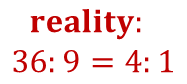 reality:
36: 9 = 4: 1